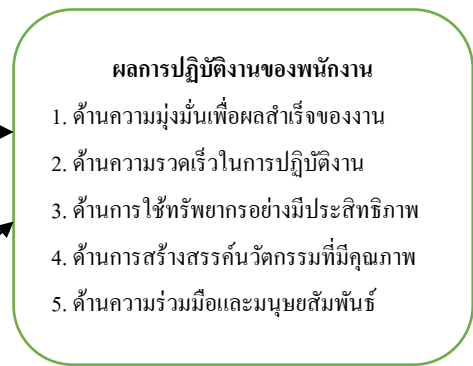 ผลการปฏิบัติงานของพนักงาน
1. ด้านความมุ่งมั่นเพื่อผลสำเร็จของงาน
2. ด้านความรวดเร็วในการปฏิบัติงาน
3. ด้านการใช้ทรัพยากรอย่างมีประสิทธิภาพ
4. ด้านการสร้างสรรค์นวัตกรรมที่มีคุณภาพ
5. ด้านความร่วมมือและมนุษยสัมพันธ์